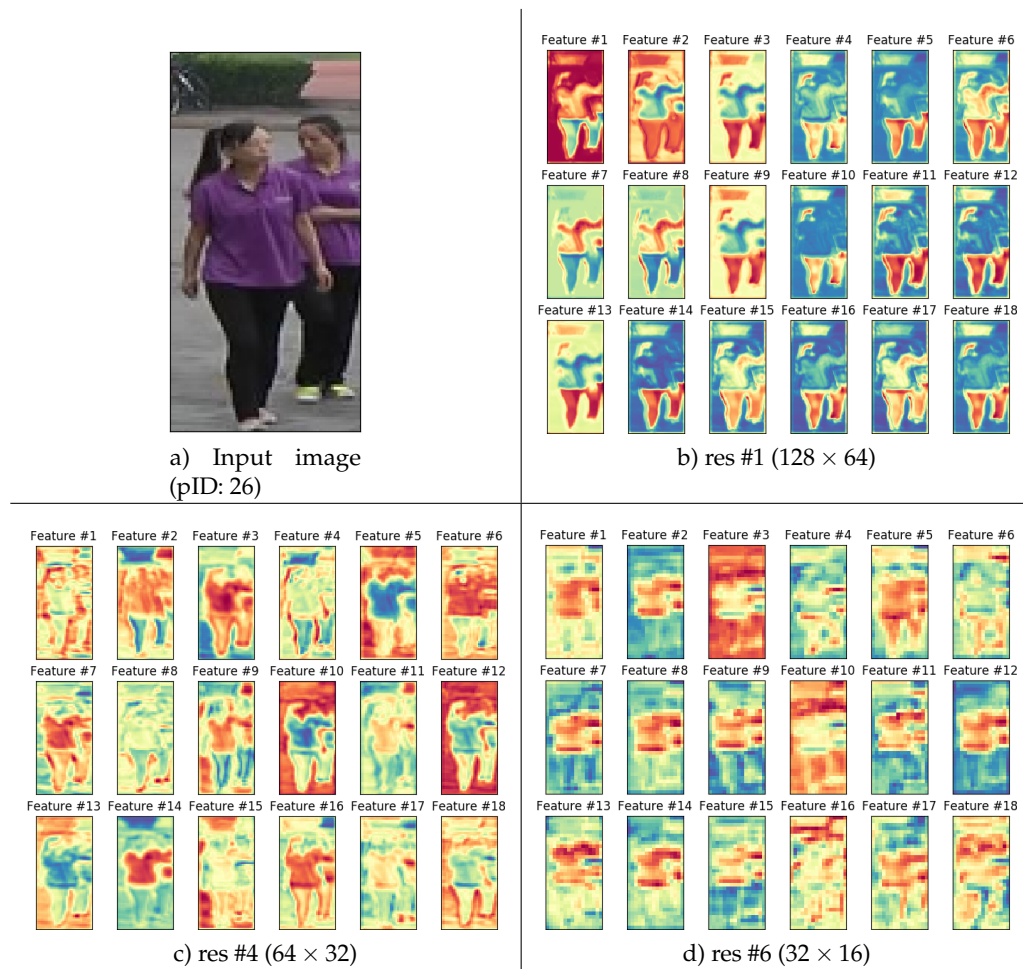 a) Input image
(pID: 26)
Feature #1 Feature #2 Feature #3 Feature #4 Feature #5 Feature #6
Feature #7 Feature #8 Feature #9 Feature #10 Feature #11 Feature #12
Feature #13 Feature #14 Feature #15 Feature #16 Feature #17 Feature #18
b) res #1 (128 × 64)
Feature #1 Feature #2 Feature #3 Feature #4 Feature #5 Feature #6
Feature #7 Feature #8 Feature #9 Feature #10 Feature #11 Feature #12
Feature #13 Feature #14 Feature #15 Feature #16 Feature #17 Feature #18
c) res #4 (64 × 32)
Feature #1 Feature #2 Feature #3 Feature #4 Feature #5 Feature #6
Feature #7 Feature #8 Feature #9 Feature #10 Feature #11 Feature #12
Feature #13 Feature #14 Feature #15 Feature #16 Feature #17 Feature #18
d) res #6 (32 × 16)